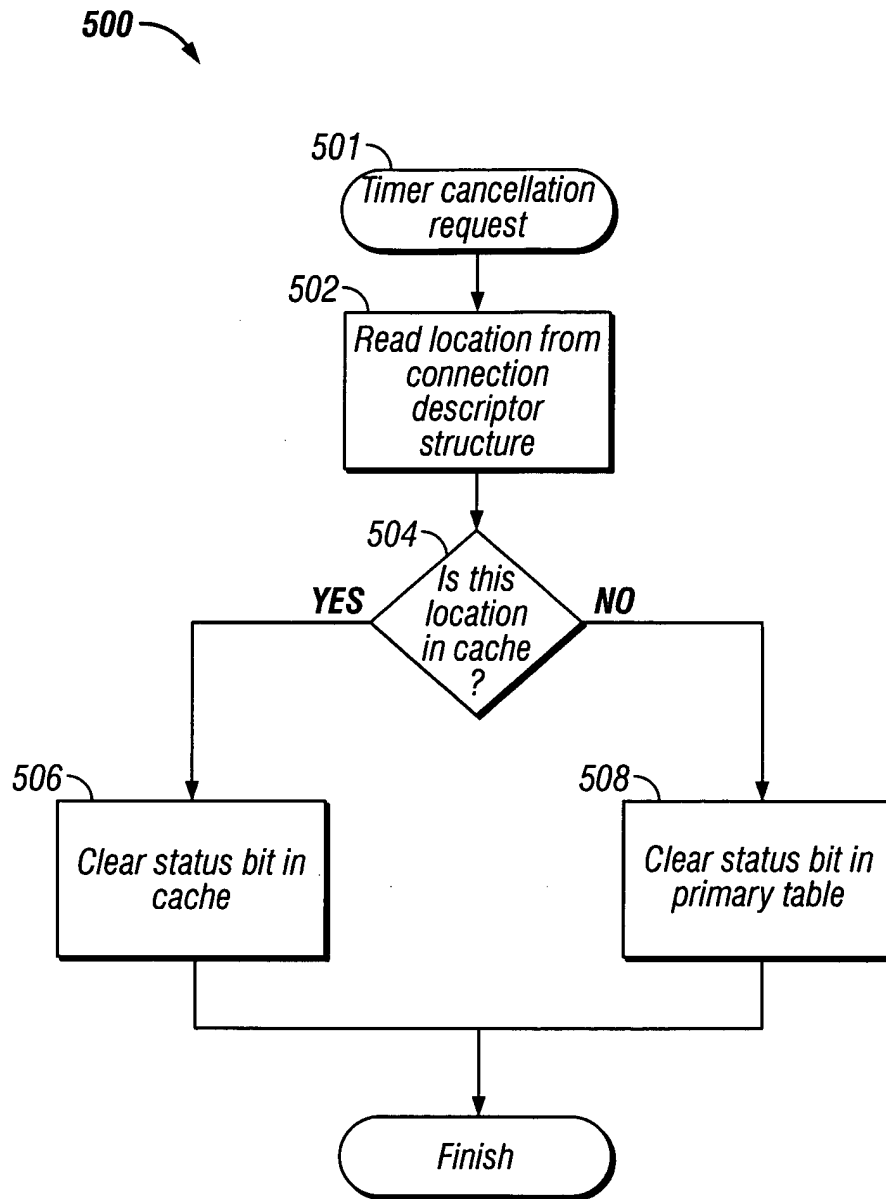 500
501
Timer cancellation
request
502
Read location from
connection
descriptor
structure
504
Is this
location
in cache
?
YES
NO
506
Clear status bit in
cache
508
Clear status bit in
primary table
Finish